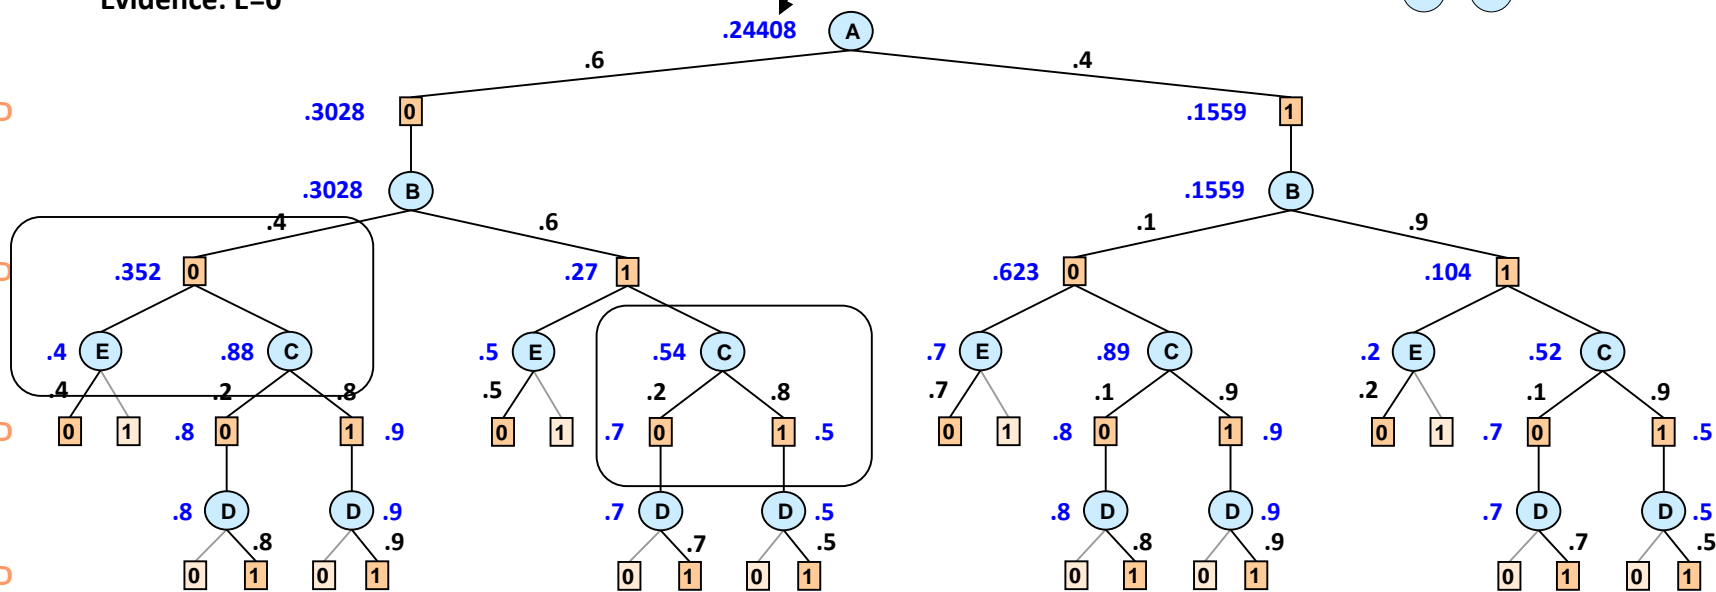 Evidence: E=0
.24408 A
.6 .4
.3028 0 .1559 1
.3028 B .1559 B
.4 .6 .1 .9
.352 0 .27 1 .623 0 .104 1
.4 E .88 C .5 E .54 C .7 E .89 C .2 E .52 C
.4 .2 .8 .5 .2 .8 .7 .1 .9 .2 .1 .9
0 1 .8 0 1 .9 0 1 .7 0 1 .5 0 1 .8 0 1 .9 0 1 .7 0 1 .5
.8 D D .9 .7 D D .5 .8 D D .9 .7 D D .5
.8 .9 .7 .5 .8 .9 .7 .5
0 1 0 1 0 1 0 1 0 1 0 1 0 1 0 1